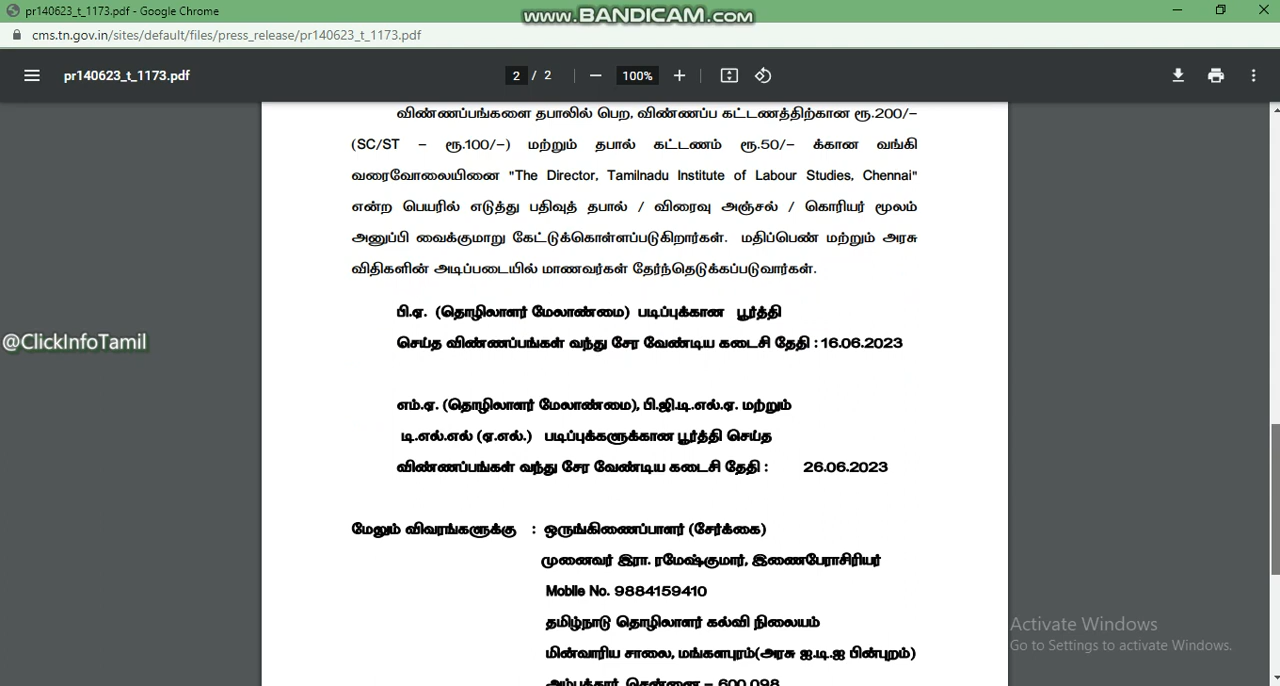 pr140623_t_1173.pdf - Google Chrome
www.BANDICAM.com
cms.tn.gov.in/sites/default/files/press_release/pr140623_t_1173.pdf
pr140623_t_1173.pdf
2 / 2
100%
விண்ணப்பங்களை தபாலில் பெற, விண்ணப்ப கட்டணத்திற்கான ரூ.200/-
(SC/ST - ரூ.100/-) மற்றும் தபால் கட்டணம் ரூ.50/- க்கான வங்கி
வரைவோலையினை "The Director, Tamilnadu Institute of Labour Studies, Chennai"
என்ற பெயரில் எடுத்து பதிவுத் தபால் / விரைவு அஞ்சல் / கொரியர் மூலம்
அனுப்பி வைக்குமாறு கேட்டுக்கொள்ளப்படுகிறார்கள். மதிப்பெண் மற்றும் அரசு
விதிகளின் அடிப்படையில் மாணவர்கள் தேர்ந்தெடுக்கப்படுவார்கள்.
பி.ஏ. (தொழிலாளர் மேலாண்மை) படிப்புக்கான பூர்த்தி
செய்த விண்ணப்பங்கள் வந்து சேர வேண்டிய கடைசி தேதி : 16.06.2023
@ClickInfoTamil
எம்.ஏ. (தொழிலாளர் மேலாண்மை), பி.ஜி.டி.எல்.ஏ. மற்றும்
டி.எல்.எல் (ஏ.எல்.) படிப்புக்களுக்கான பூர்த்தி செய்த
விண்ணப்பங்கள் வந்து சேர வேண்டிய கடைசி தேதி : 26.06.2023
மேலும் விவரங்களுக்கு : ஒருங்கிணைப்பாளர் (சேர்க்கை)
முனைவர் இரா. ரமேஷ்குமார், இணைபேராசிரியர்
Mobile No. 9884159410
தமிழ்நாடு தொழிலாளர் கல்வி நிலையம்
மின்வாரிய சாலை, மங்களபுரம்(அரசு ஐ.டி.ஐ பின்புறம்)
அம்பத்தூர், சென்னை – 600 098
Activate Windows
Go to Settings to activate Windows.